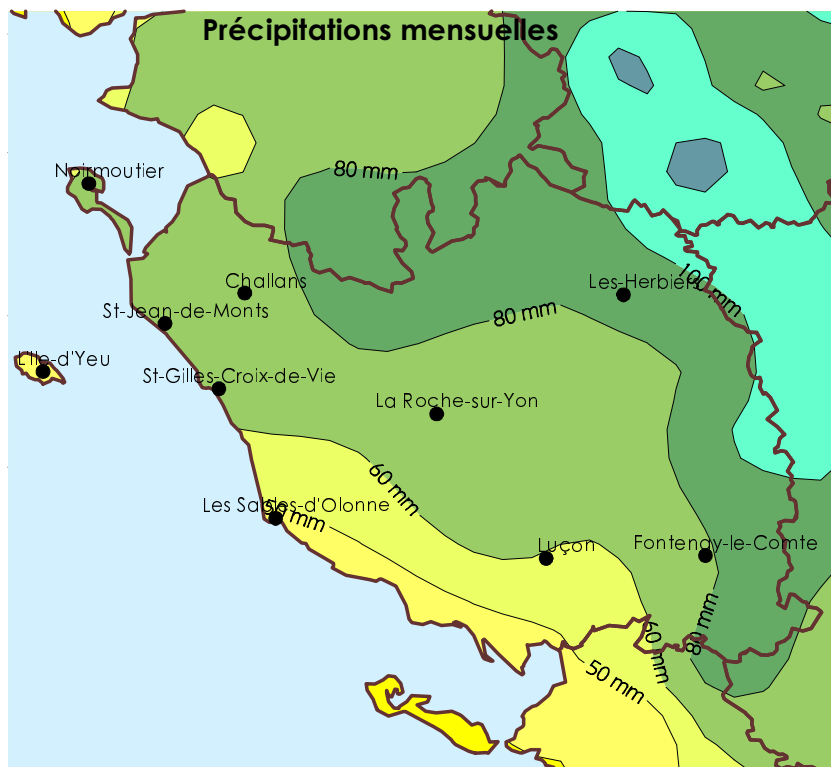 Précipitations mensuelles
Noirmoutier
80 mm
Challans
Les-Herbiers
100 mm
St-Jean-de-Monts
80 mm
L'Ile-d'Yeu
St-Gilles-Croix-de-Vie
La Roche-sur-Yon
60 mm
Les Sables-d'Olonne
50 mm
Luçon
Fontenay-le-Comte
80 mm
60 mm
50 mm